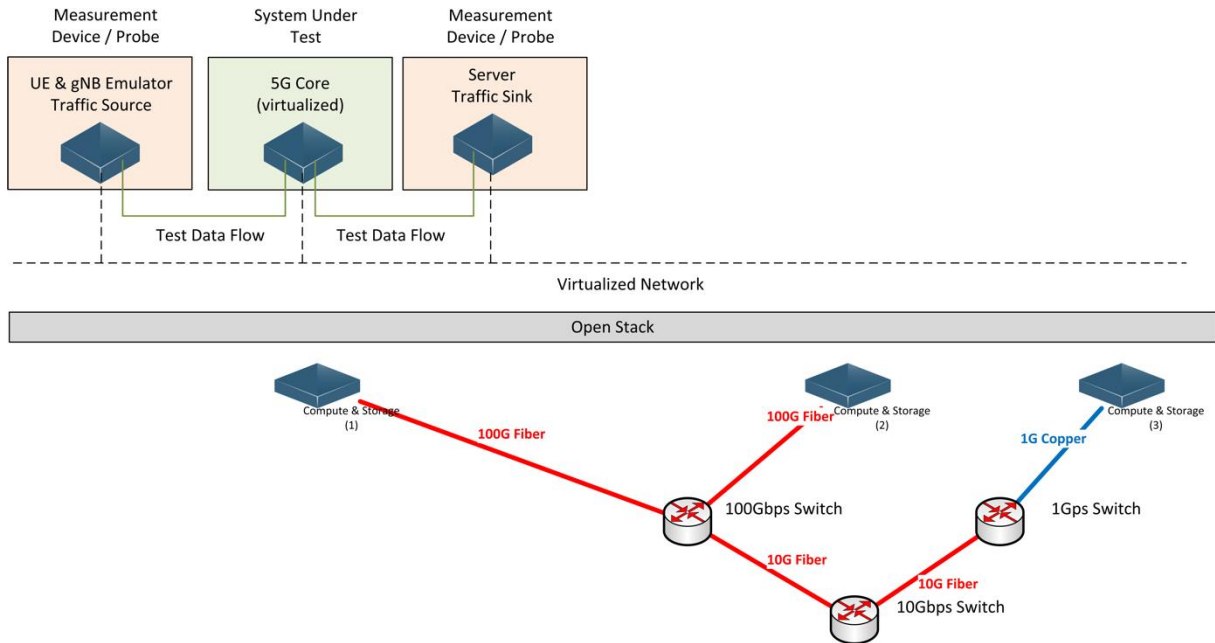 Measurement
Device / Probe
System Under
Test
Measurement
Device / Probe
UE & gNB Emulator
Traffic Source
5G Core
(virtualized)
Server
Traffic Sink
Test Data Flow
Test Data Flow
Virtualized Network
Open Stack
Compute & Storage
(1)
Compute & Storage
(2)
Compute & Storage
(3)
100G Fiber
100G Fiber
1G Copper
100Gbps Switch
1Gps Switch
10G Fiber
10G Fiber
10Gbps Switch